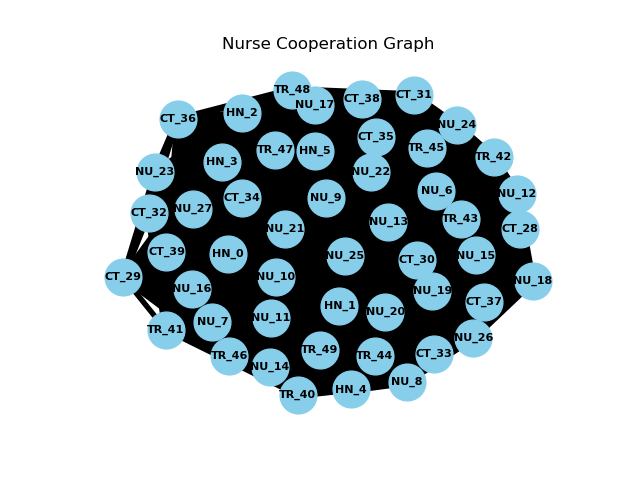 Nurse Cooperation Graph
TR_48
CT_31
CT_38
NU_17
HN_2
CT_36
NU_24
CT_35
TR_45
TR_47
HN_5
TR_42
HN_3
NU_23
NU_22
NU_6
NU_12
CT_34
NU_9
NU_27
CT_32
TR_43
NU_13
NU_21
CT_28
CT_39
HN_0
NU_15
NU_25
CT_30
CT_29
NU_10
NU_18
NU_16
NU_19
CT_37
HN_1
NU_20
NU_11
NU_7
TR_41
NU_26
TR_49
CT_33
TR_46
TR_44
NU_14
NU_8
HN_4
TR_40